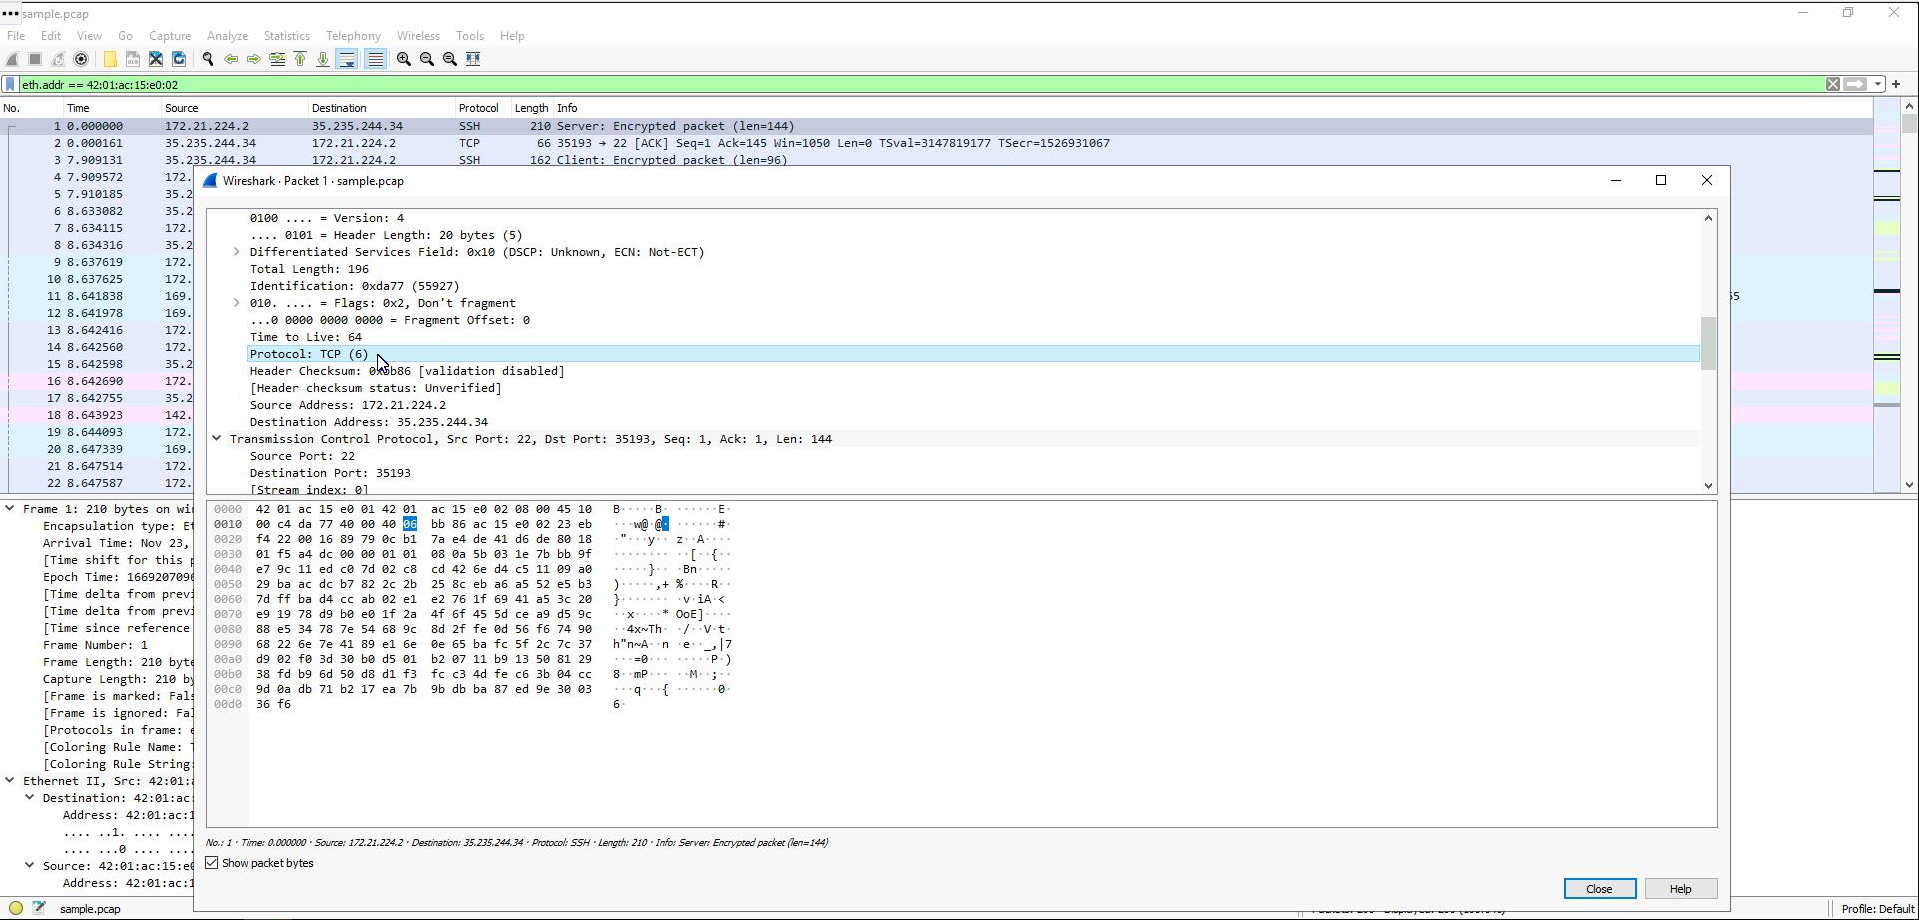 sample.pcap
File Edit View Go Capture Analyze Statistics Telephony Wireless Tools Help
eth.addr == 42:01:ac:15:e0:02
No. Time Source Destination Protocol Length Info
1 0.000000 172.21.224.2 35.235.244.34 SSH 210 Server: Encrypted packet (len=144)
2 0.000161 35.235.244.34 172.21.224.2 TCP 66 35193 → 22 [ACK] Seq=1 Ack=145 Win=1050 Len=0 TSval=3147819177 TSecr=1526931067
3 7.909131 35.235.244.34 172.21.224.2 SSH 162 Client: Encrypted packet (len=96)
4 7.909572 172.
5 7.910185 35.2
6 8.633082 35.2
7 8.634115 172.
8 8.634316 35.2
9 8.637619 172.
10 8.637625 172.
11 8.641838 169.
12 8.641978 169.
13 8.642416 172.
14 8.642560 172.
15 8.642598 35.2
16 8.642690 172.
17 8.642755 35.2
18 8.643923 142.
19 8.644093 172.
20 8.647339 169.
21 8.647514 172.
22 8.647587 172.
Frame 1: 210 bytes on wi
Encapsulation type: Et
Arrival Time: Nov 23,
[Time shift for this p
Epoch Time: 1669207096
[Time delta from previ
[Time delta from previ
[Time since reference
Frame Number: 1
Frame Length: 210 byte
Capture Length: 210 by
[Frame is marked: Fals
[Frame is ignored: Fal
[Protocols in frame: e
[Coloring Rule Name: T
[Coloring Rule String:
Ethernet II, Src: 42:01:a
Destination: 42:01:ac:
Address: 42:01:ac:1
.... ..1. .... ....
.... ...0 .... ....
Source: 42:01:ac:15:e0
Address: 42:01:ac:1
Wireshark · Packet 1 · sample.pcap
0100 .... = Version: 4
.... 0101 = Header Length: 20 bytes (5)
Differentiated Services Field: 0x10 (DSCP: Unknown, ECN: Not-ECT)
Total Length: 196
Identification: 0xda77 (55927)
010. .... = Flags: 0x2, Don't fragment
...0 0000 0000 0000 = Fragment Offset: 0
Time to Live: 64
Protocol: TCP (6)
Header Checksum: 0xbb86 [validation disabled]
[Header checksum status: Unverified]
Source Address: 172.21.224.2
Destination Address: 35.235.244.34
Transmission Control Protocol, Src Port: 22, Dst Port: 35193, Seq: 1, Ack: 1, Len: 144
Source Port: 22
Destination Port: 35193
[Stream index: 0]
0000 42 01 ac 15 e0 01 42 01 ac 15 e0 02 08 00 45 10 B·····B· ······E·
0010 00 c4 da 77 40 00 40 06 bb 86 ac 15 e0 02 23 eb ···w@·@· ······#·
0020 f4 22 00 16 89 79 0c b1 7a e4 de 41 d6 de 80 18 ·"···y·· z··A····
0030 01 f5 a4 dc 00 00 01 01 08 0a 5b 03 1e 7b bb 9f ········ ··[··{··
0040 e7 9c 11 ed c0 7d 02 c8 cd 42 6e d4 c5 11 09 a0 ·····}·· ·Bn·····
0050 29 ba ac dc b7 82 2c 2b 25 8c eb a6 a5 52 e5 b3 )·····,+ %····R··
0060 7d ff ba d4 cc ab 02 e1 e2 76 1f 69 41 a5 3c 20 }······· ·v·iA·<
0070 e9 19 78 d9 b0 e0 1f 2a 4f 6f 45 5d ce a9 d5 9c ··x····* OoE]····
0080 88 e5 34 78 7e 54 68 9c 8d 2f fe 0d 56 f6 74 90 ··4x~Th· ·/··V·t·
0090 68 22 6e 7e 41 89 e1 6e 0e 65 ba fc 5f 2c 7c 37 h"n~A··n ·e··_,|7
00a0 d9 02 f0 3d 30 b0 d5 01 b2 07 11 b9 13 50 81 29 ···=0··· ·····P·)
00b0 38 fd b9 6d 50 d8 d1 f3 fc c3 4d fe c6 3b 04 cc 8··mP··· ··M··;··
00c0 9d 0a db 71 b2 17 ea 7b 9b db ba 87 ed 9e 30 03 ···q···{ ······0·
00d0 36 f6 6·
No.: 1 · Time: 0.000000 · Source: 172.21.224.2 · Destination: 35.235.244.34 · Protocol: SSH · Length: 210 · Info: Server: Encrypted packet (len=144)
Show packet bytes
Close Help
sample.pcap
Profile: Default